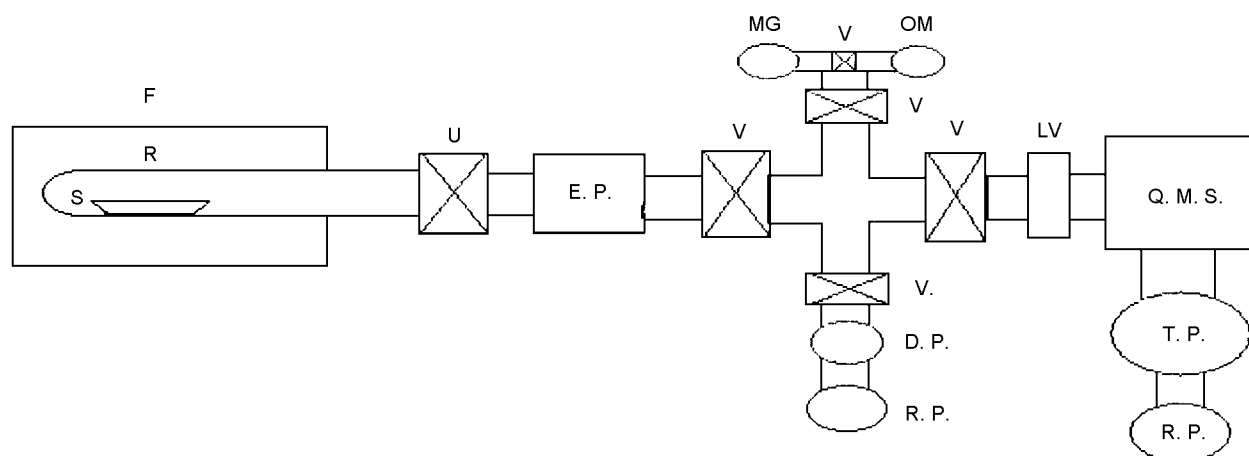 MG V OM
F V
U V V LV
R
S E. P. Q. M. S.
V.
D. P. T. P.
R. P. R. P.